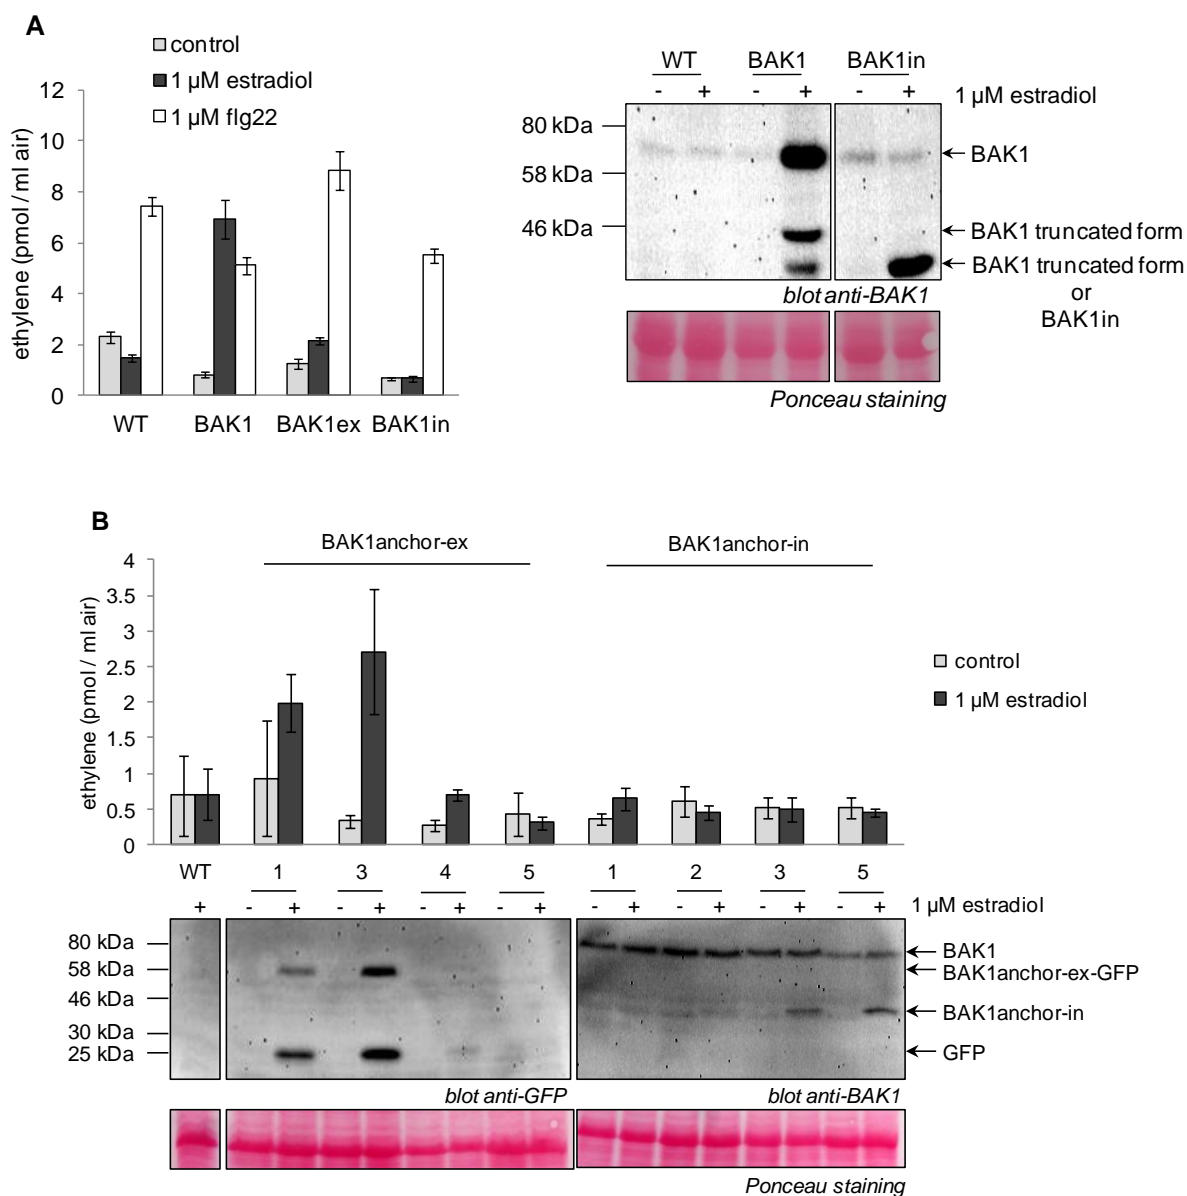 A
control
1 µM estradiol
1 µM flg22
12
10
8
6
4
2
0
ethylene (pmol / ml air)
WT BAK1 BAK1ex BAK1in
WT BAK1 BAK1in
- + - + - + 1 µM estradiol
80 kDa
58 kDa
46 kDa
BAK1
BAK1 truncated form
BAK1 truncated form
or
BAK1in
blot anti-BAK1
Ponceau staining
B
BAK1anchor-ex BAK1anchor-in
4
3.5
3
2.5
2
1.5
1
0.5
0
ethylene (pmol / ml air)
control
1 µM estradiol
WT 1 3 4 5 1 2 3 5
+ - + - + - + - + - + - + - + - + 1 µM estradiol
80 kDa
58 kDa
46 kDa
30 kDa
25 kDa
BAK1
BAK1anchor-ex-GFP
BAK1anchor-in
GFP
blot anti-GFP blot anti-BAK1
Ponceau staining